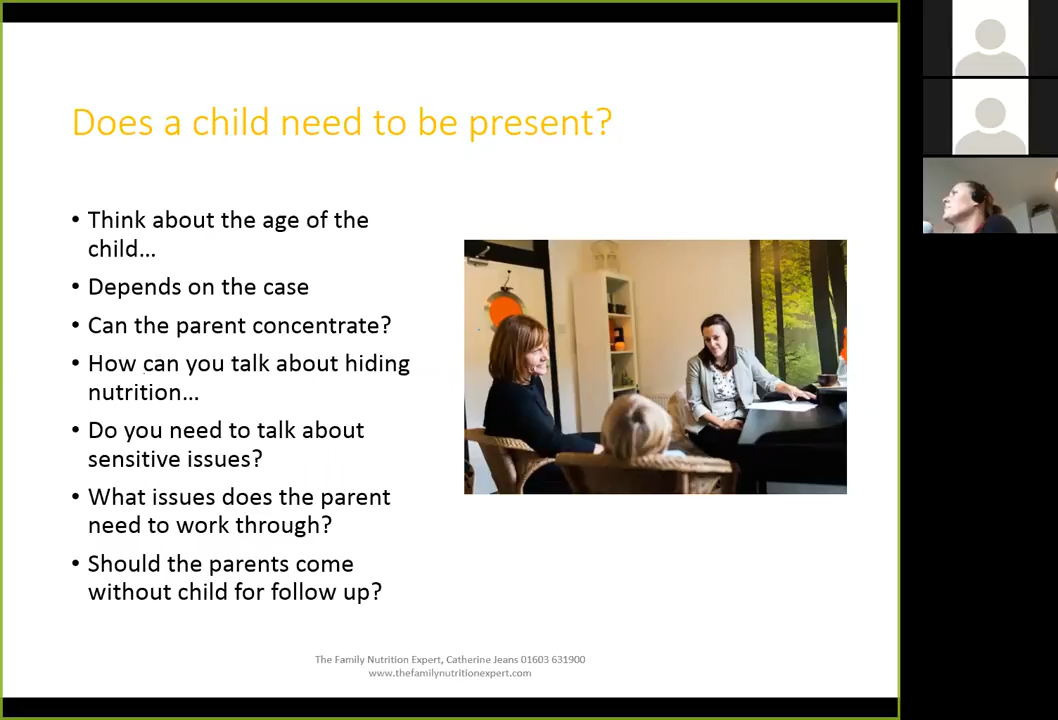 Does a child need to be present?
• Think about the age of the
child...
• Depends on the case
• Can the parent concentrate?
• How can you talk about hiding
nutrition...
• Do you need to talk about
sensitive issues?
• What issues does the parent
need to work through?
• Should the parents come
without child for follow up?
The Family Nutrition Expert, Catherine Jeans 01603 631900
www.thefamilynutritionexpert.com